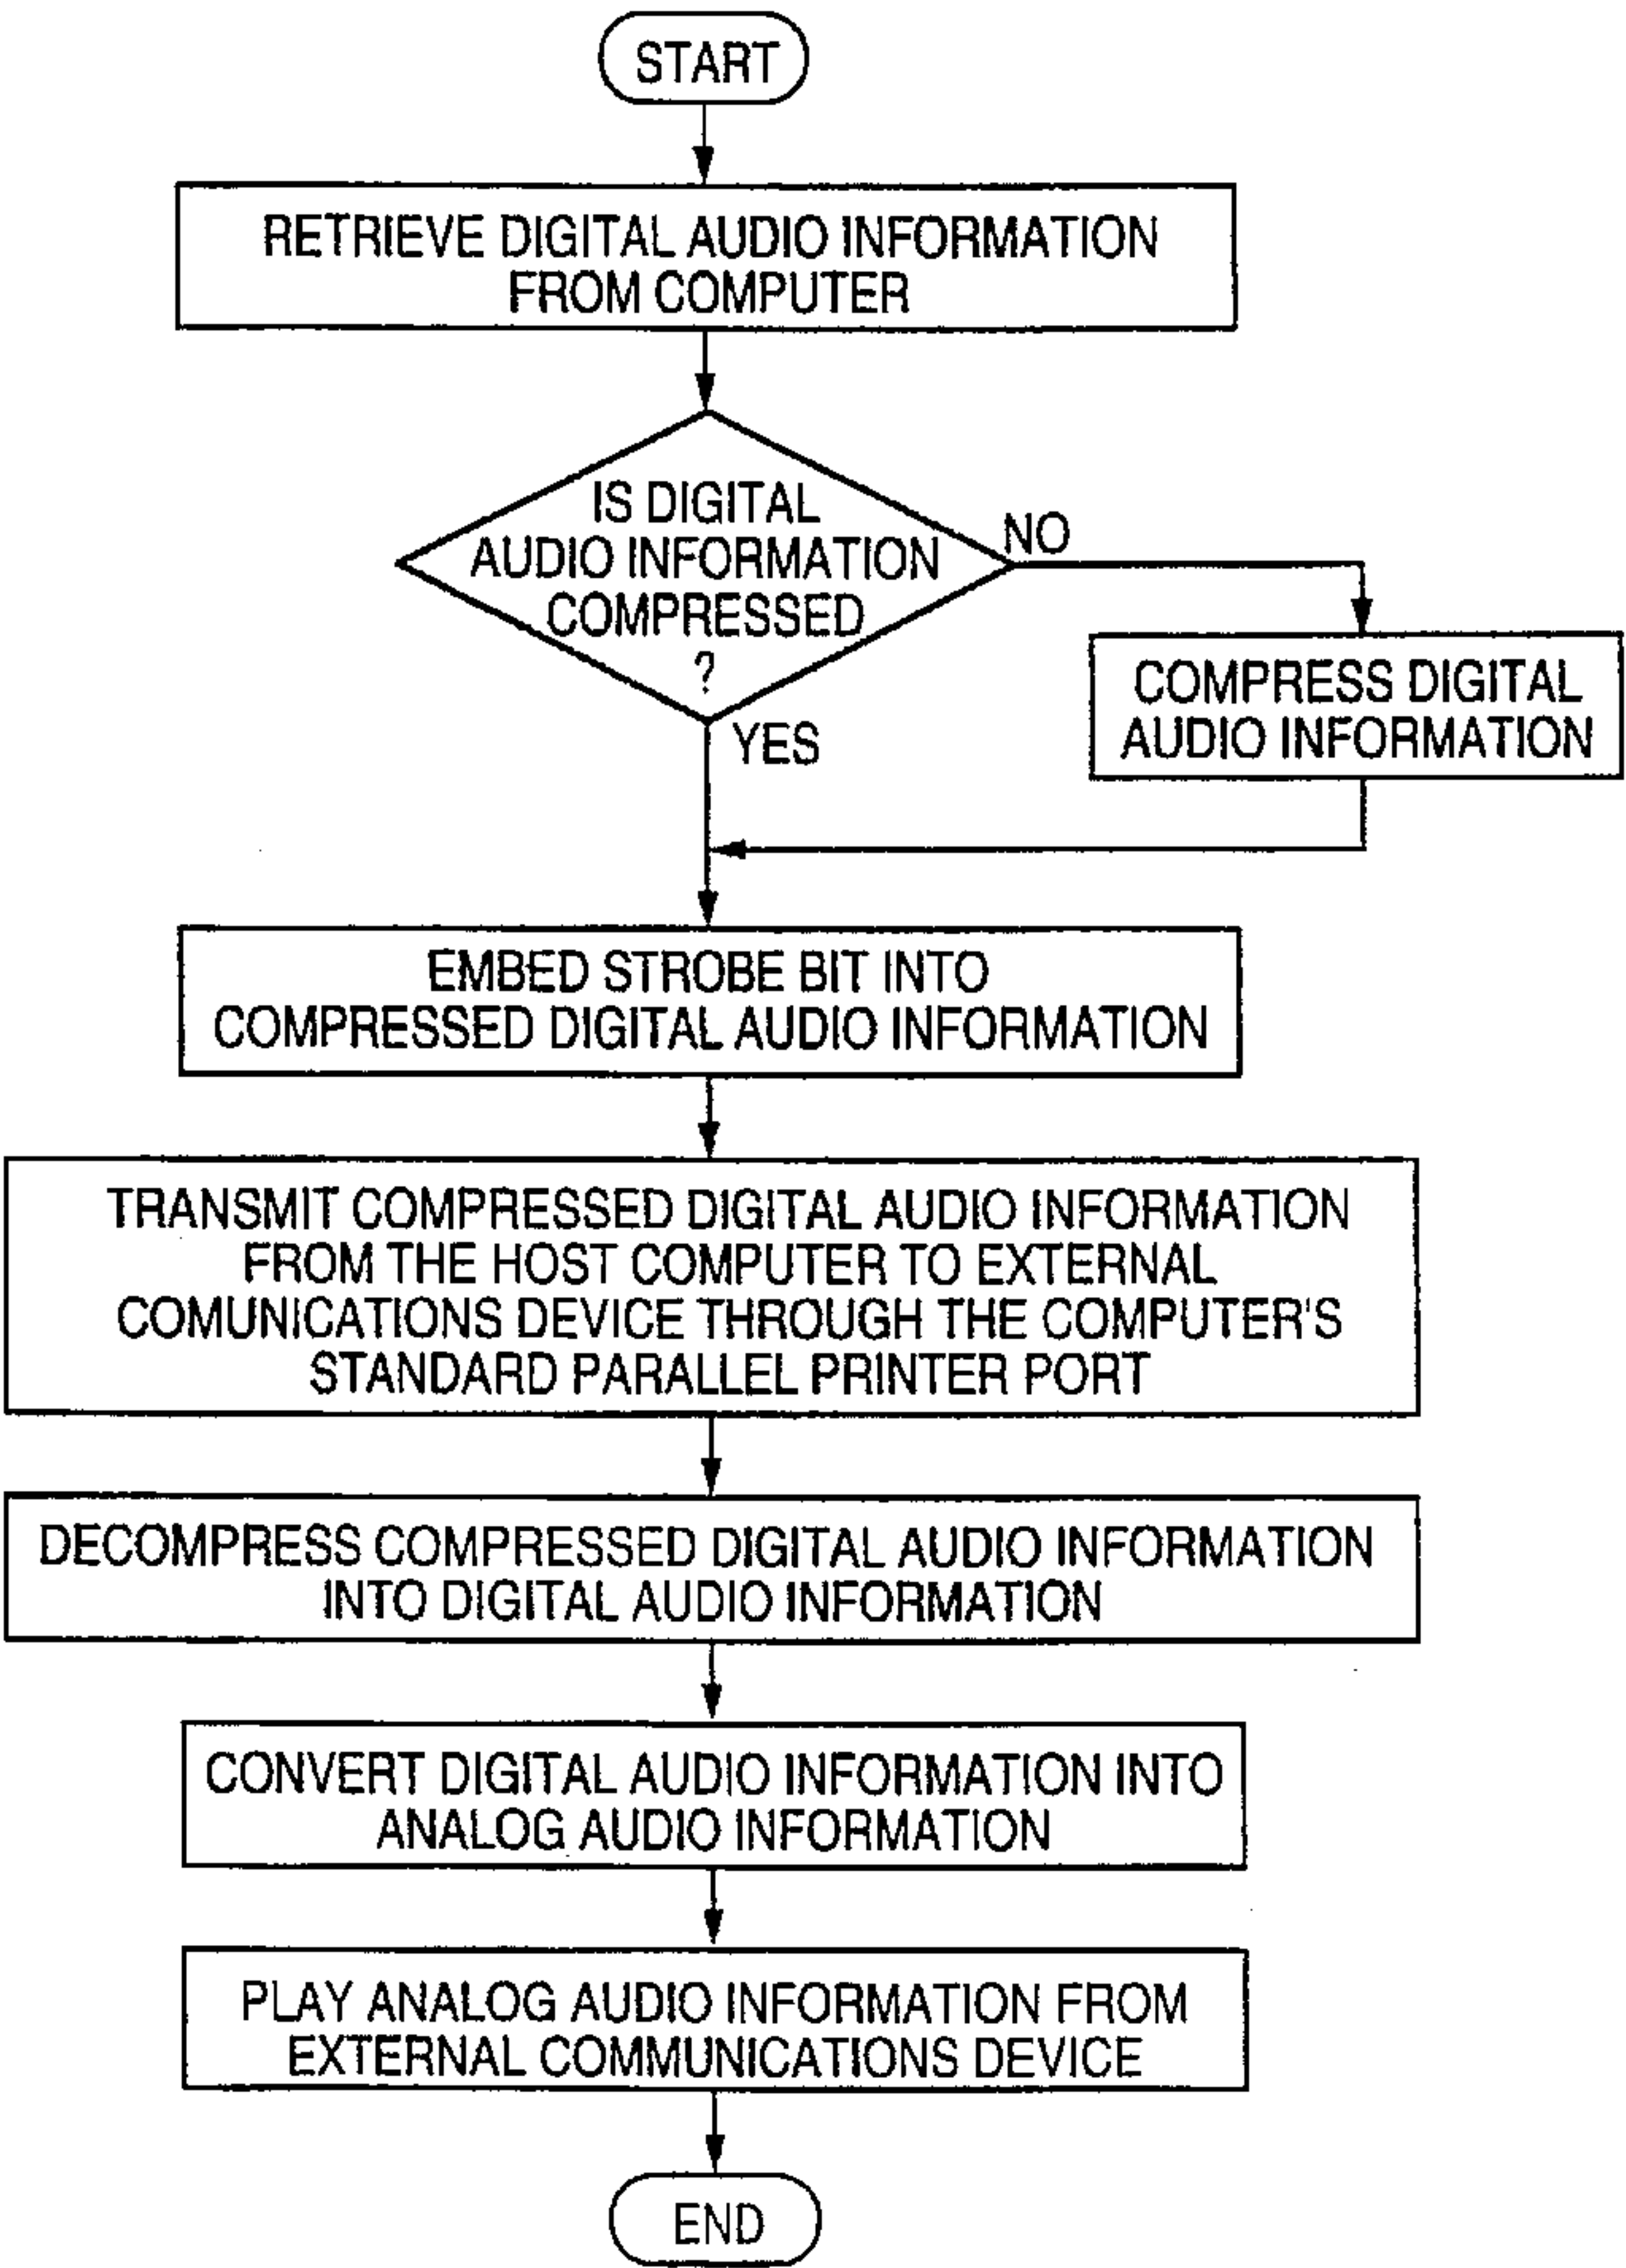 START
RETRIEVE DIGITAL AUDIO INFORMATION
FROM COMPUTER
IS DIGITAL
AUDIO INFORMATION
COMPRESSED
?
NO
YES
COMPRESS DIGITAL
AUDIO INFORMATION
EMBED STROBE BIT INTO
COMPRESSED DIGITAL AUDIO INFORMATION
TRANSMIT COMPRESSED DIGITAL AUDIO INFORMATION
FROM THE HOST COMPUTER TO EXTERNAL
COMUNICATIONS DEVICE THROUGH THE COMPUTER'S
STANDARD PARALLEL PRINTER PORT
DECOMPRESS COMPRESSED DIGITAL AUDIO INFORMATION
INTO DIGITAL AUDIO INFORMATION
CONVERT DIGITAL AUDIO INFORMATION INTO
ANALOG AUDIO INFORMATION
PLAY ANALOG AUDIO INFORMATION FROM
EXTERNAL COMMUNICATIONS DEVICE
END